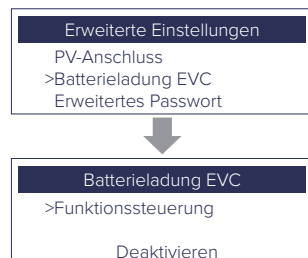 Erweiterte Einstellungen
PV-Anschluss
>Batterieladung EVC
Erweitertes Passwort
Batterieladung EVC
>Funktionssteuerung
Deaktivieren